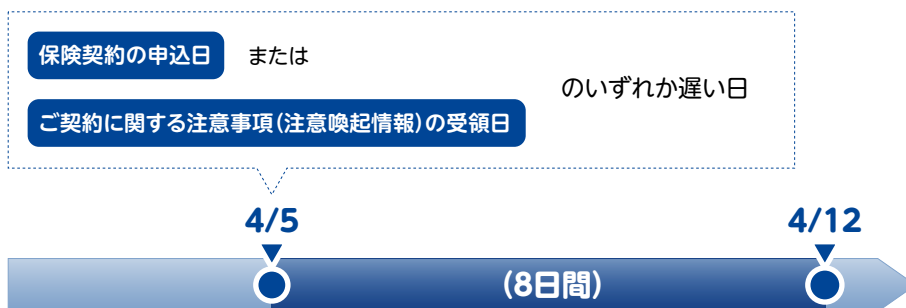 保険契約の申込日 または
のいずれか遅い日
ご契約に関する注意事項(注意喚起情報)の受領日
4/5
4/12
(8日間)